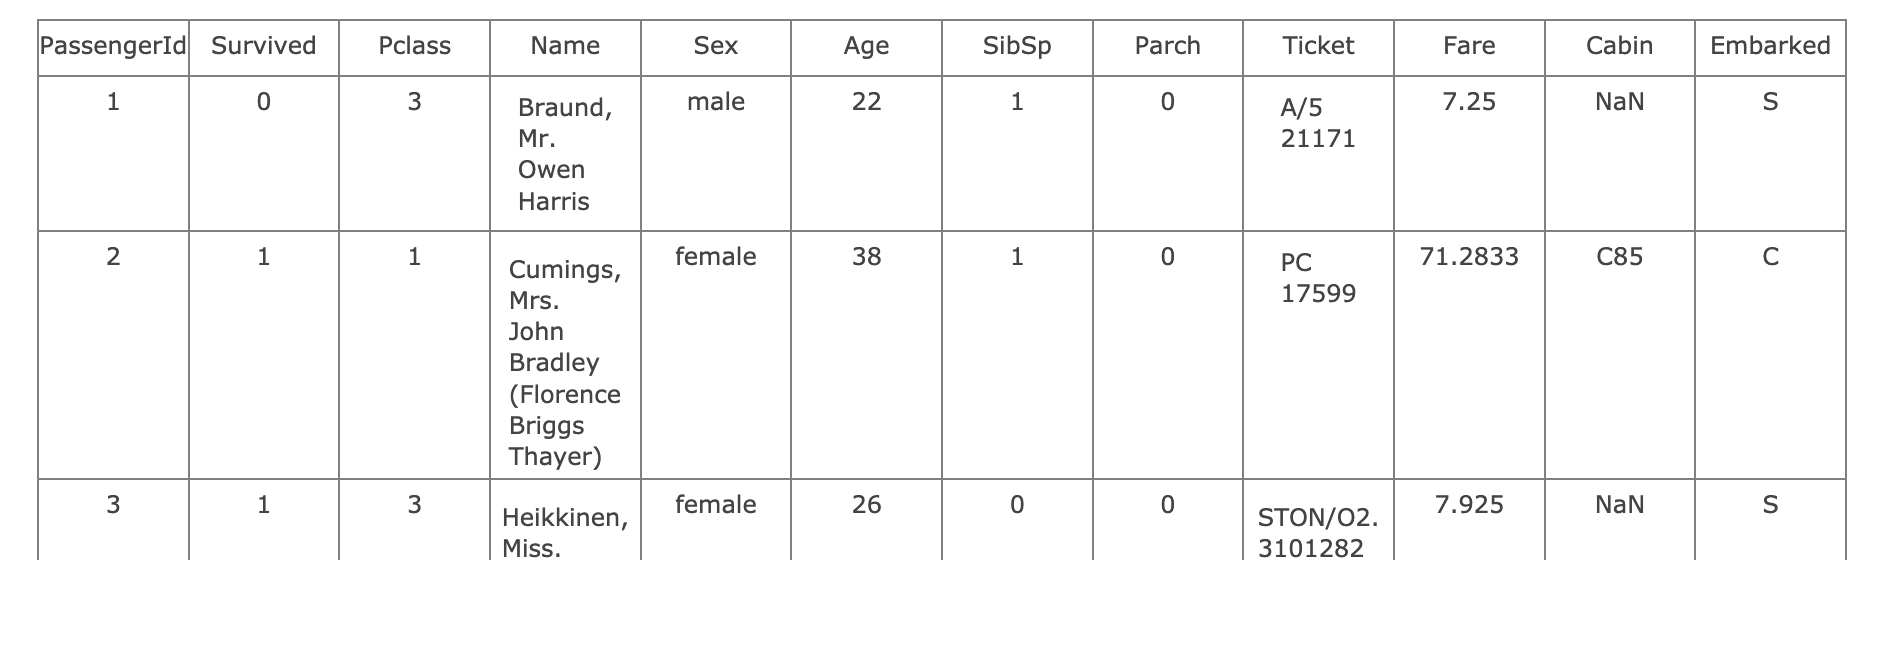 PassengerId Survived Pclass Name Sex Age SibSp Parch Ticket Fare Cabin Embarked
1 0 3 Braund, male 22 1 0 A/5 7.25 NaN S
Mr. 21171
Owen
Harris
2 1 1 Cumings, female 38 1 0 PC 71.2833 C85 C
Mrs. 17599
John
Bradley
(Florence
Briggs
Thayer)
3 1 3 Heikkinen, female 26 0 0 STON/O2. 7.925 NaN S
Miss. 3101282